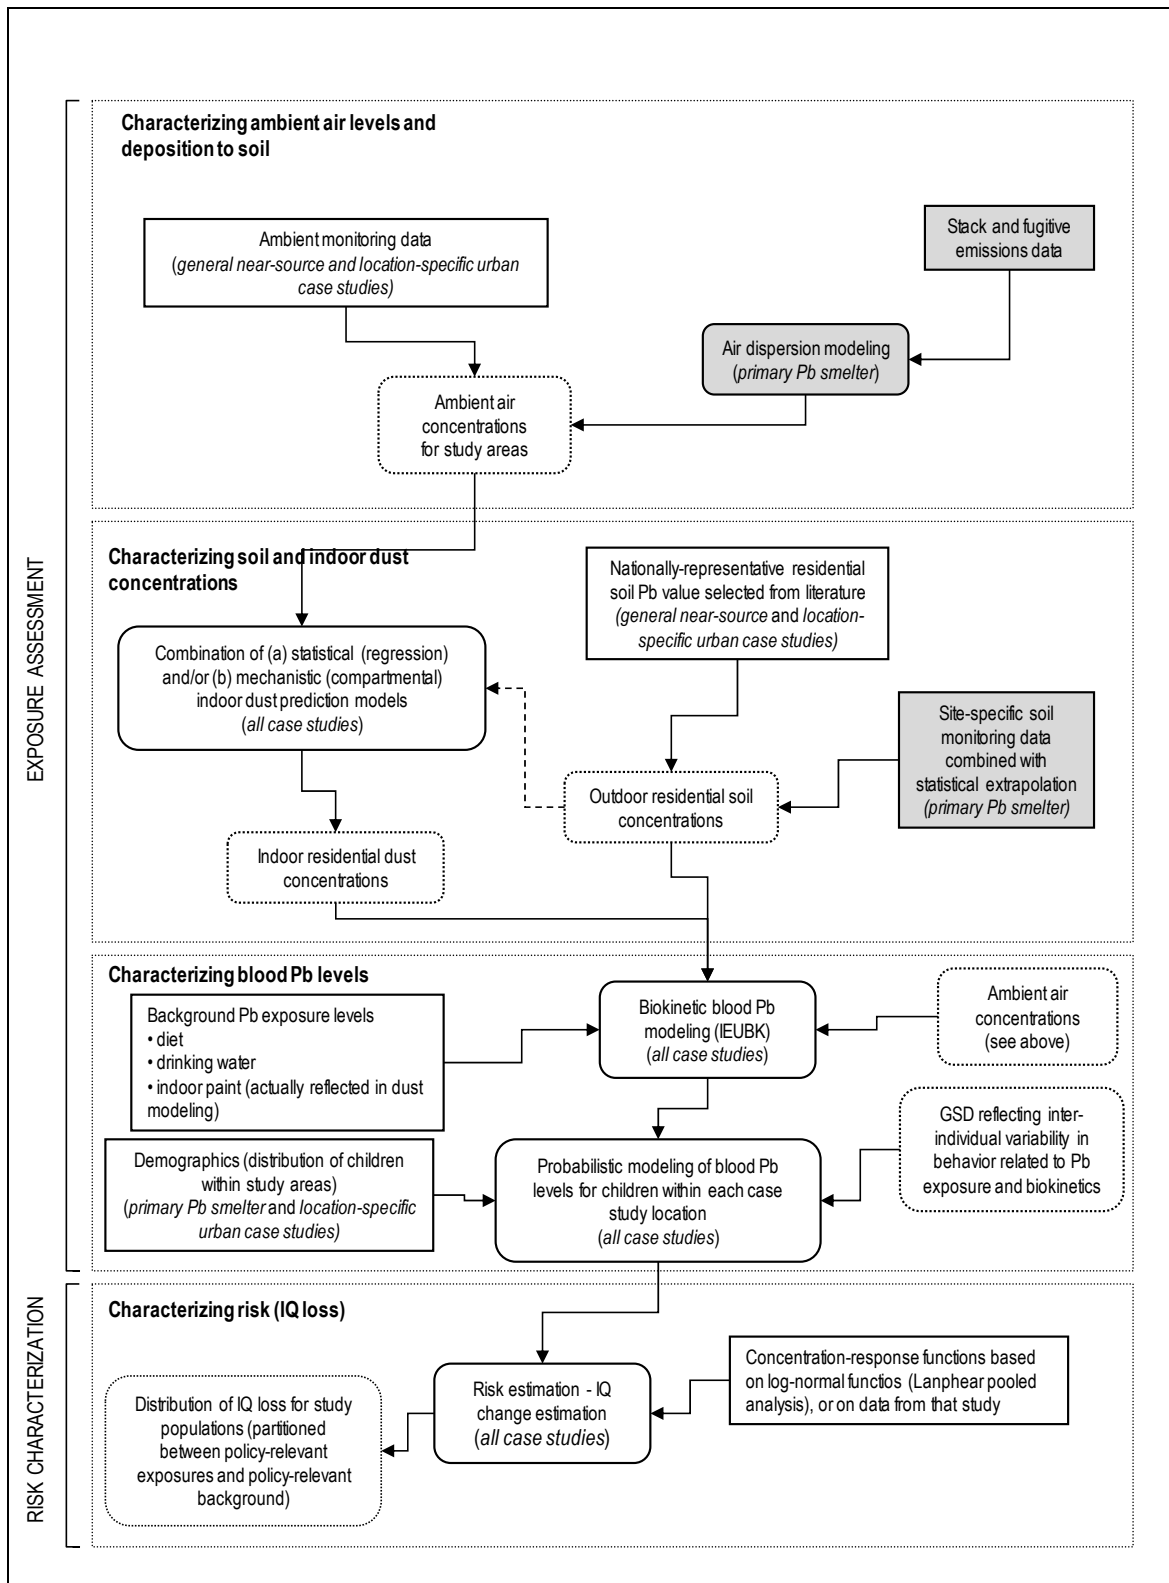 Characterizing ambient air levels and
deposition to soil
Ambient monitoring data
(general near-source and location-specific urban
case studies)
Stack and fugitive
emissions data
Air dispersion modeling
(primary Pb smelter)
Ambient air
concentrations
for study areas
EXPOSURE ASSESSMENT
Characterizing soil and indoor dust
concentrations
Nationally-representative residential
soil Pb value selected from literature
(general near-source and location-
specific urban case studies)
Combination of (a) statistical (regression)
and/or (b) mechanistic (compartmental)
indoor dust prediction models
(all case studies)
Site-specific soil
monitoring data
combined with
statistical extrapolation
(primary Pb smelter)
Outdoor residential soil
concentrations
Indoor residential dust
concentrations
Characterizing blood Pb levels
Background Pb exposure levels
• diet
• drinking water
• indoor paint (actually reflected in dust
modeling)
Biokinetic blood Pb
modeling (IEUBK)
(all case studies)
Ambient air
concentrations
(see above)
Demographics (distribution of children
within study areas)
(primary Pb smelter and location-specific
urban case studies)
Probabilistic modeling of blood Pb
levels for children within each case
study location
(all case studies)
GSD reflecting inter-
individual variability in
behavior related to Pb
exposure and biokinetics
RISK CHARACTERIZATION
Characterizing risk (IQ loss)
Distribution of IQ loss for study
populations (partitioned
between policy-relevant
exposures and policy-relevant
background)
Risk estimation - IQ
change estimation
(all case studies)
Concentration-response functions based
on log-normal functios (Lanphear pooled
analysis), or on data from that study